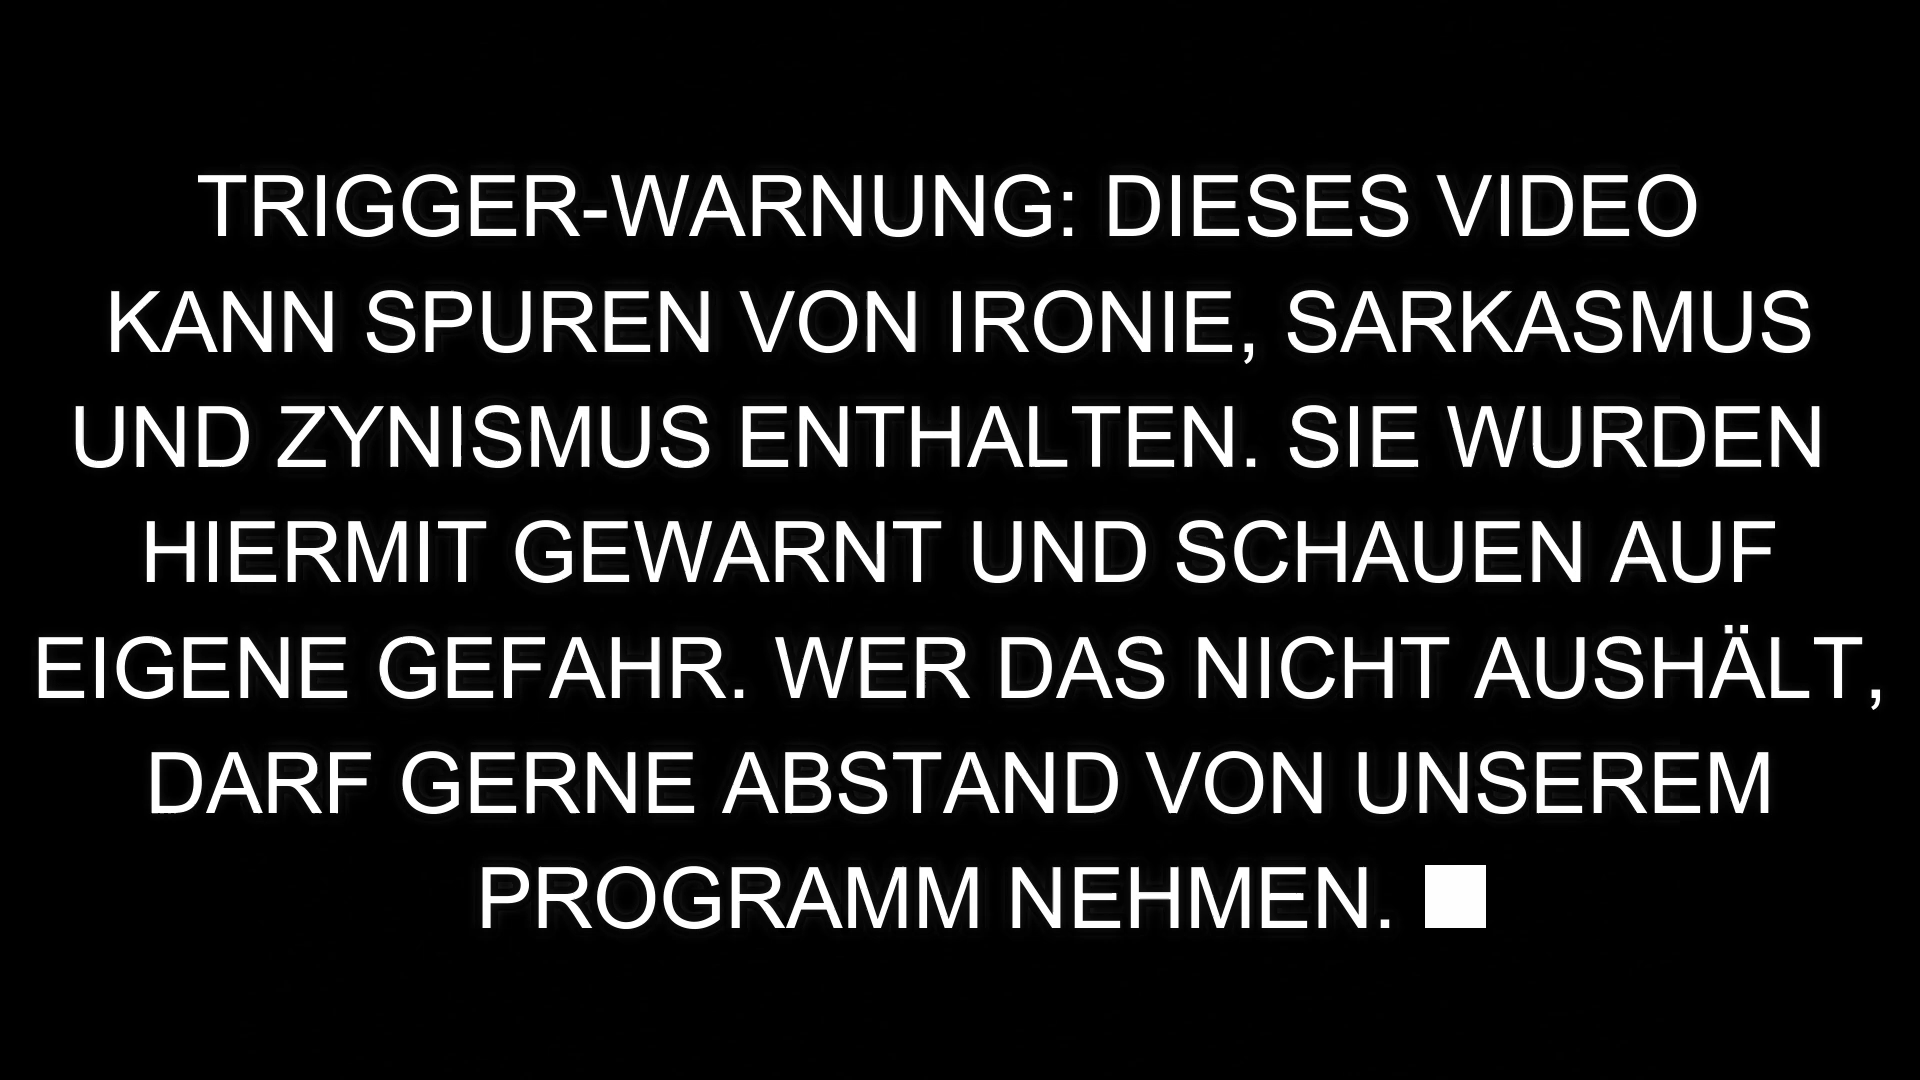 TRIGGER-WARNUNG: DIESES VIDEO
KANN SPUREN VON IRONIE, SARKASMUS
UND ZYNISMUS ENTHALTEN. SIE WURDEN
HIERMIT GEWARNT UND SCHAUEN AUF
EIGENE GEFAHR. WER DAS NICHT AUSHÄLT,
DARF GERNE ABSTAND VON UNSEREM
PROGRAMM NEHMEN.